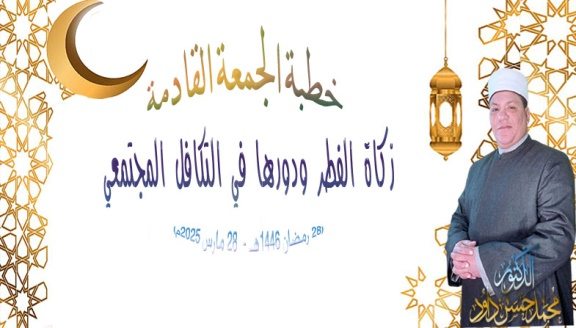 خطبة الجمعة القادمة
زكاة الفطر ودورها في التكافل المجتمعي
(28 رمضان 1446هـ - 28 مارس 2025م)
الدكتور
محمد حسن داود